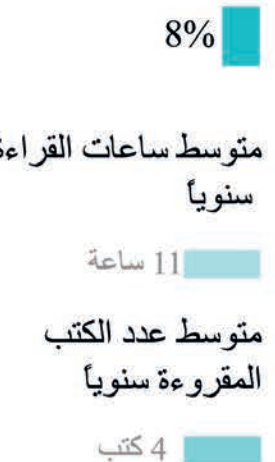 8%
متوسط ساعات القراءة
سنوياً
11 ساعة
متوسط عدد الكتب
المقروءة سنوياً
4 كتب